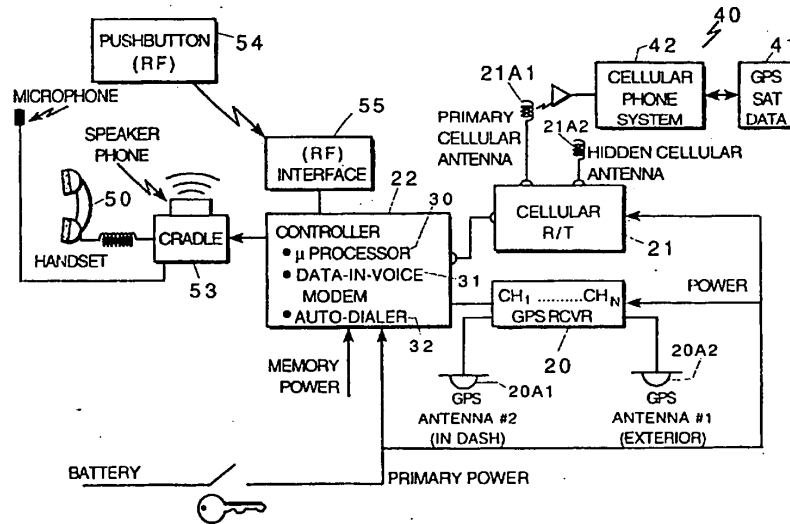 PUSHBUTTON
(RF)
54
MICROPHONE
SPEAKER
PHONE
50
HANDSET
CRADLE
53
55
(RF)
INTERFACE
22
CONTROLLER
• μ PROCESSOR
30
• DATA-IN-VOICE
MODEM
31
• AUTO-DIALER
32
MEMORY
POWER
BATTERY
PRIMARY POWER
40
42
CELLULAR
PHONE
SYSTEM
GPS
SAT
DATA
21A1
PRIMARY
CELLULAR
ANTENNA
21A2
HIDDEN CELLULAR
ANTENNA
CELLULAR
R/T
21
POWER
CH1 ..........CHN
GPS RCVR
20
20A1
GPS
ANTENNA #2
(IN DASH)
20A2
GPS
ANTENNA #1
(EXTERIOR)